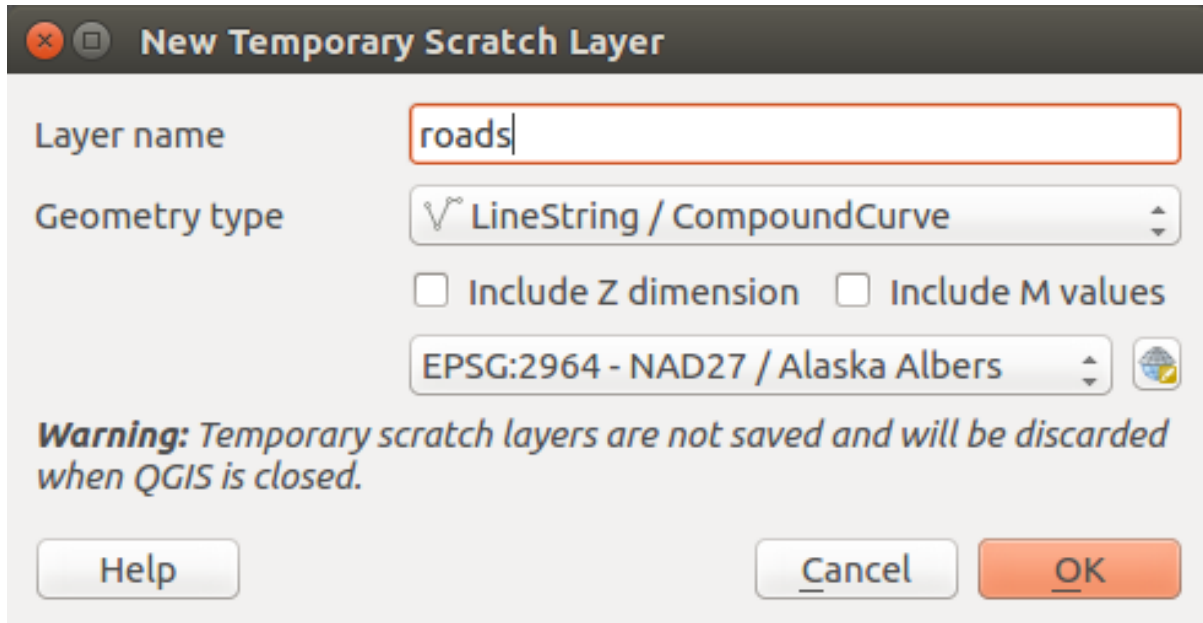 New Temporary Scratch Layer
Layer name
roads
Geometry type
LineString / CompoundCurve
Include Z dimension Include M values
EPSG:2964 - NAD27 / Alaska Albers
Warning: Temporary scratch layers are not saved and will be discarded
when QGIS is closed.
Help Cancel OK